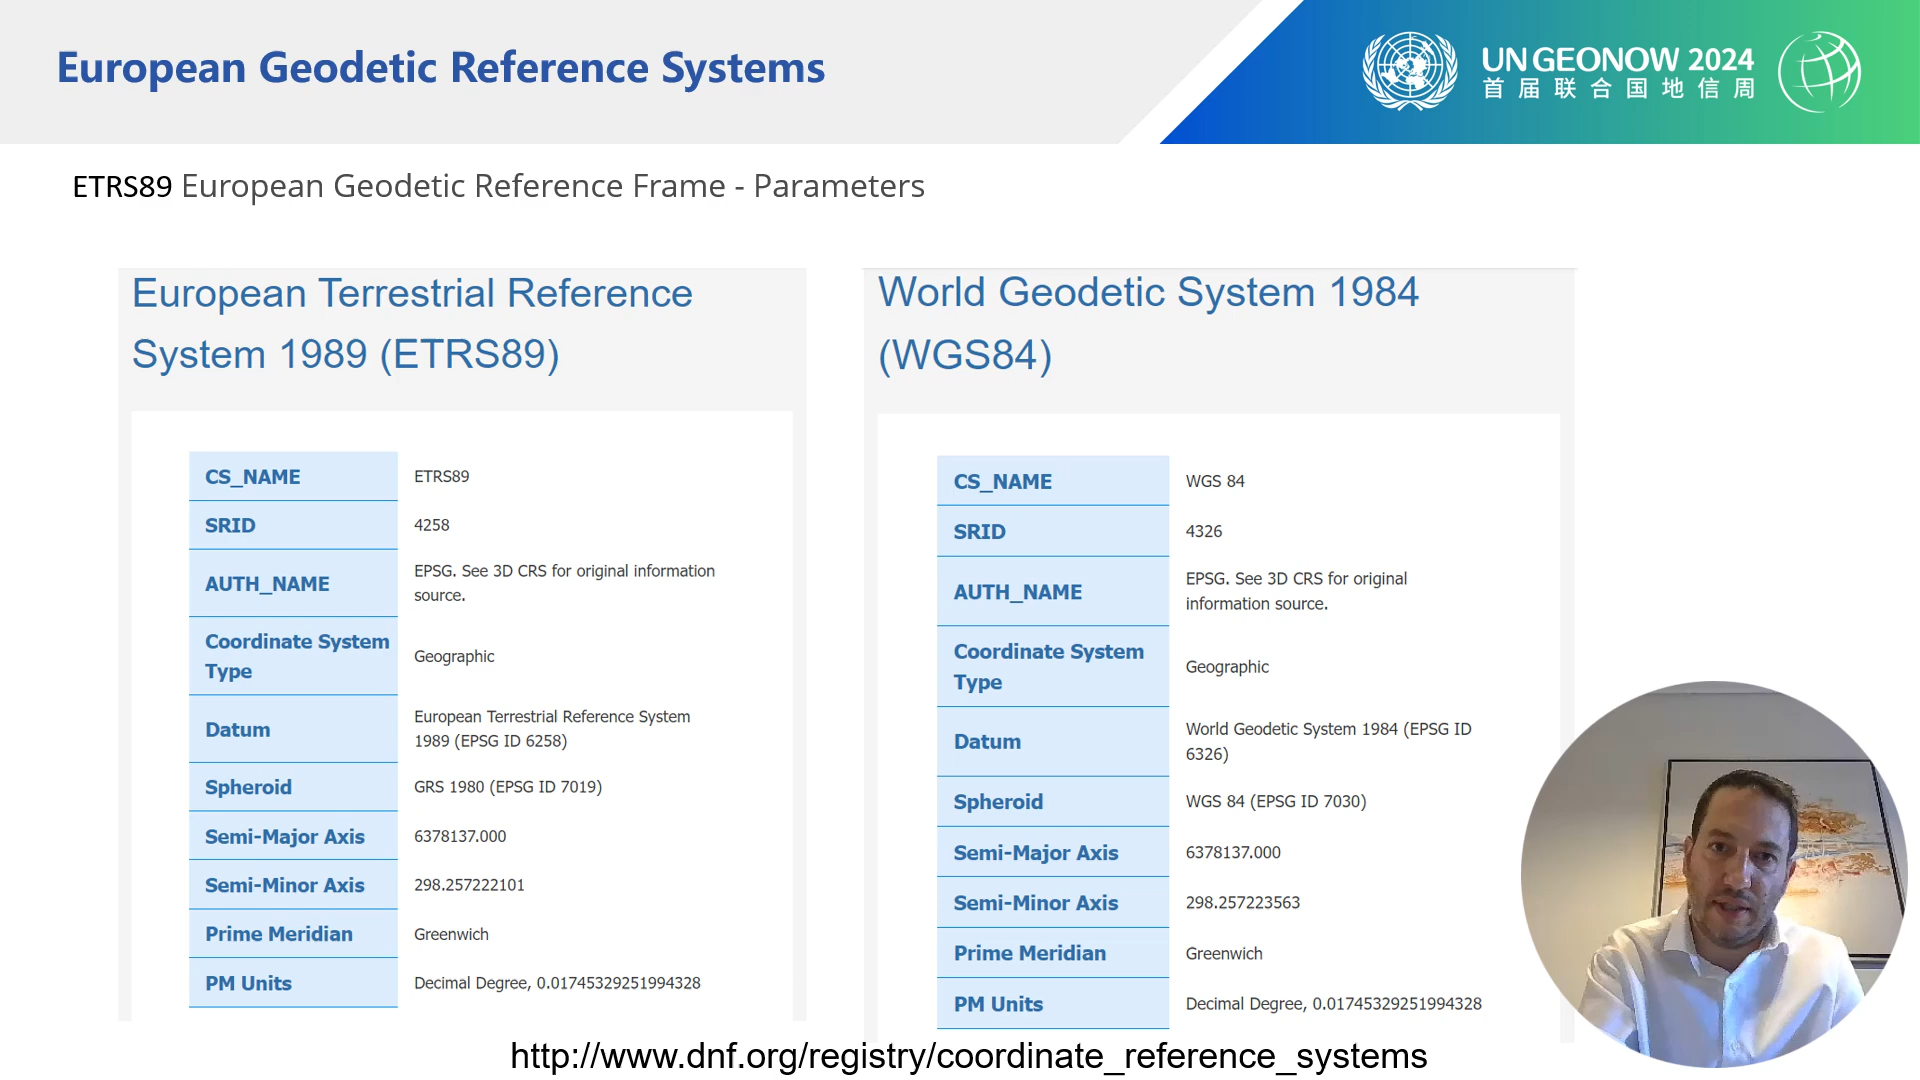 European Geodetic Reference Systems
UN GEONOW 2024
首届联合国地信周
ETRS89 European Geodetic Reference Frame - Parameters
European Terrestrial Reference
System 1989 (ETRS89)
CS_NAME ETRS89
SRID 4258
AUTH_NAME EPSG. See 3D CRS for original information
source.
Coordinate System
Type Geographic
Datum European Terrestrial Reference System
1989 (EPSG ID 6258)
Spheroid GRS 1980 (EPSG ID 7019)
Semi-Major Axis 6378137.000
Semi-Minor Axis 298.257222101
Prime Meridian Greenwich
PM Units Decimal Degree, 0.01745329251994328
World Geodetic System 1984
(WGS84)
CS_NAME WGS 84
SRID 4326
AUTH_NAME EPSG. See 3D CRS for original
information source.
Coordinate System
Type Geographic
Datum World Geodetic System 1984 (EPSG ID
6326)
Spheroid WGS 84 (EPSG ID 7030)
Semi-Major Axis 6378137.000
Semi-Minor Axis 298.257223563
Prime Meridian Greenwich
PM Units Decimal Degree, 0.01745329251994328
http://www.dnf.org/registry/coordinate_reference_systems